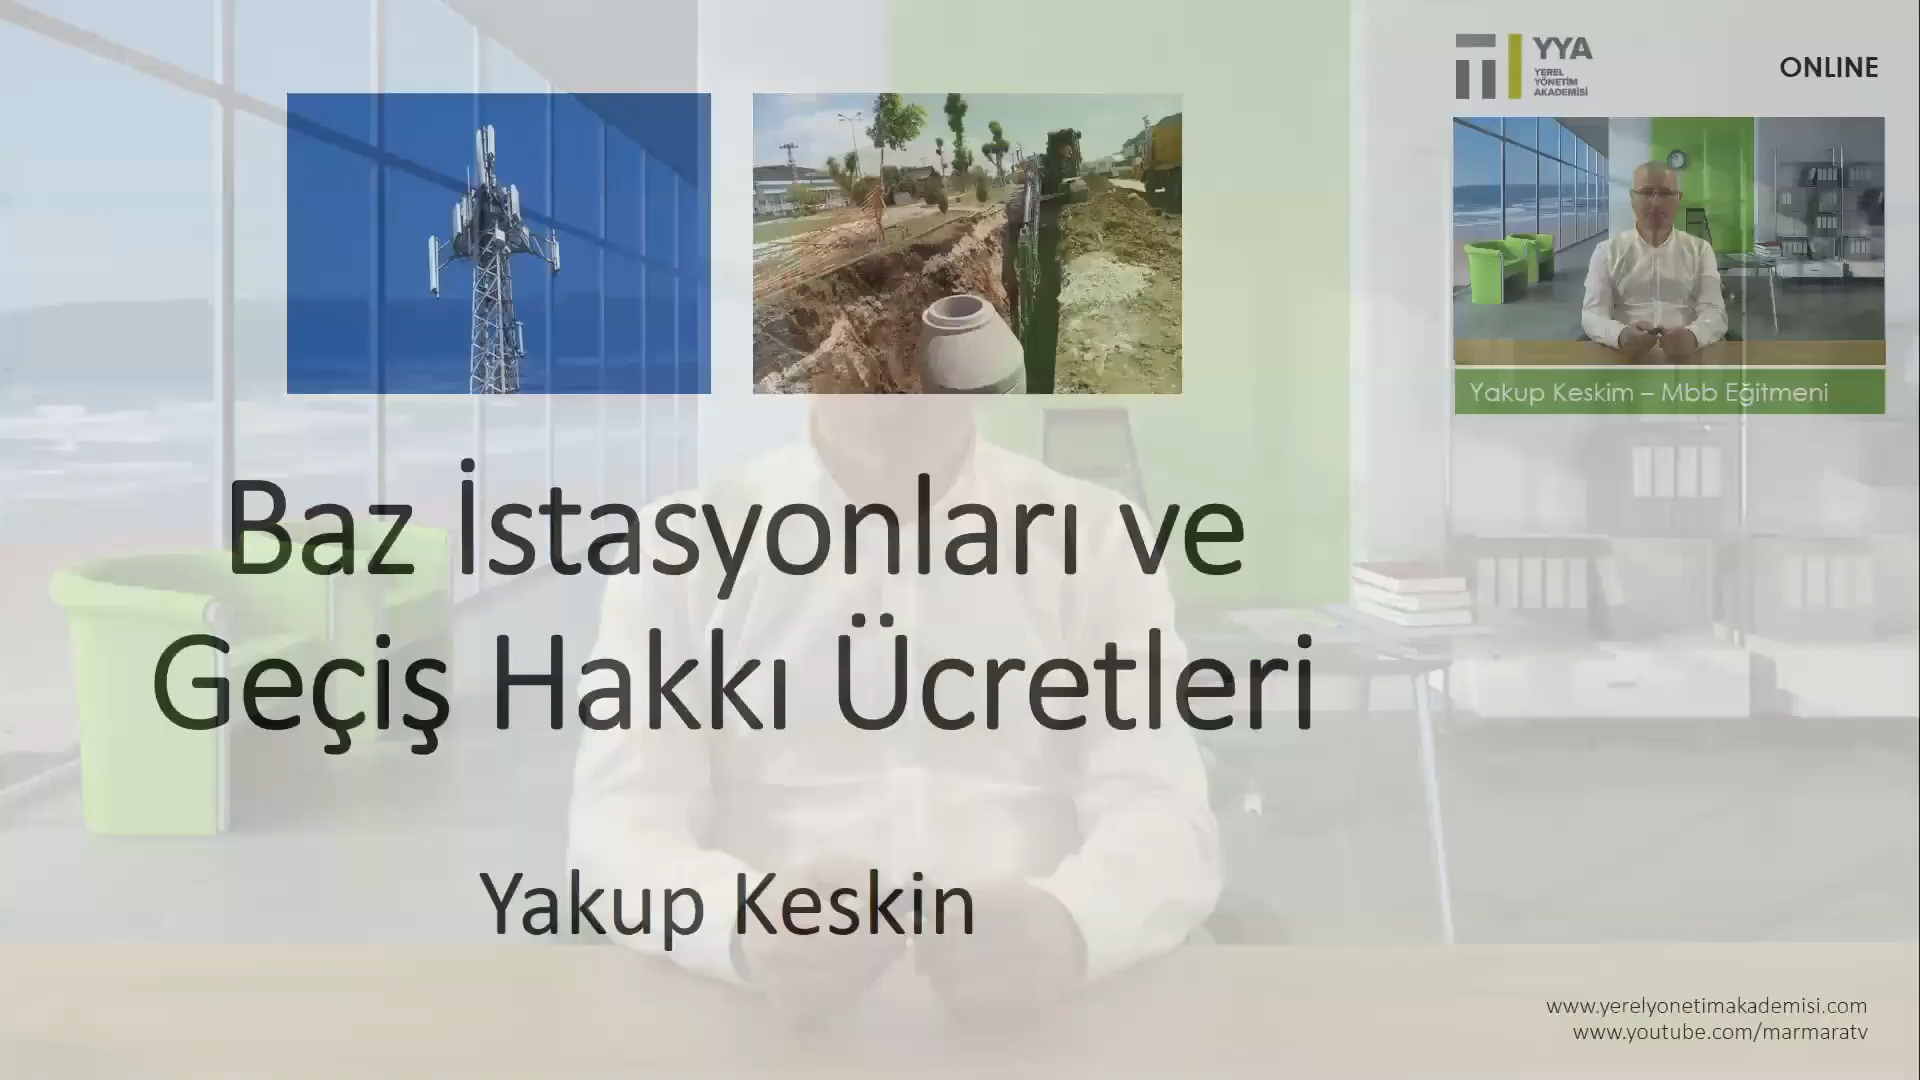 YYA
YEREL
YÖNETİM
AKADEMİSİ
ONLINE
Yakup Keskim – Mbb Eğitmeni
Baz İstasyonları ve
Geçiş Hakkı Ücretleri
Yakup Keskin
www.yerelyonetimakademisi.com
www.youtube.com/marmaratv